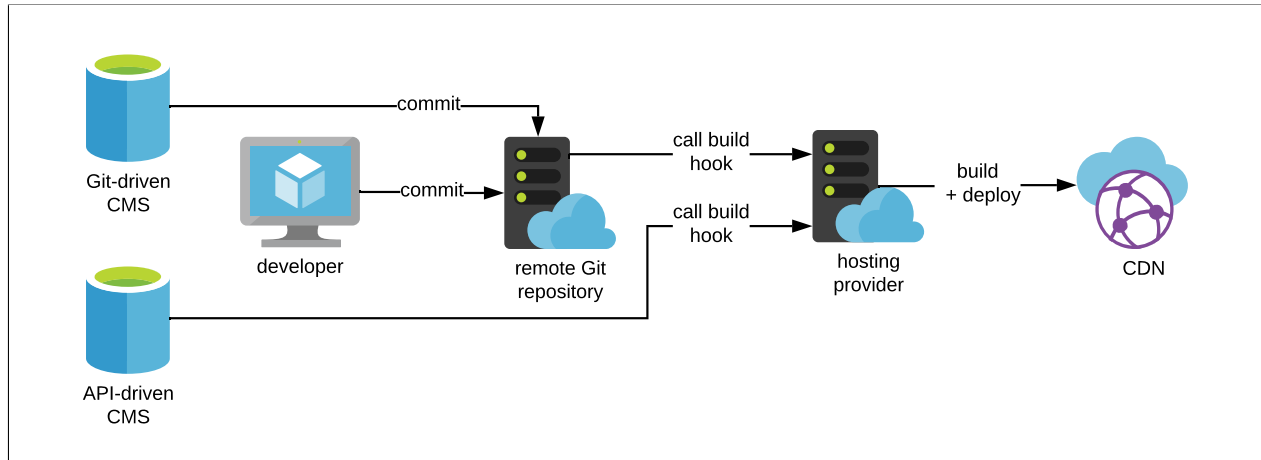 commit
Git-driven
CMS
commit
developer
remote Git
repository
call build
hook
call build
hook
hosting
provider
build
+ deploy
CDN
API-driven
CMS